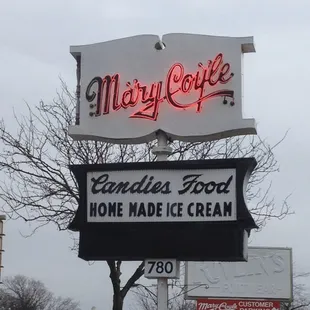 Mary Coyle
Candies Food
HOME MADE ICE CREAM
780
MARY COYLE CUSTOMER